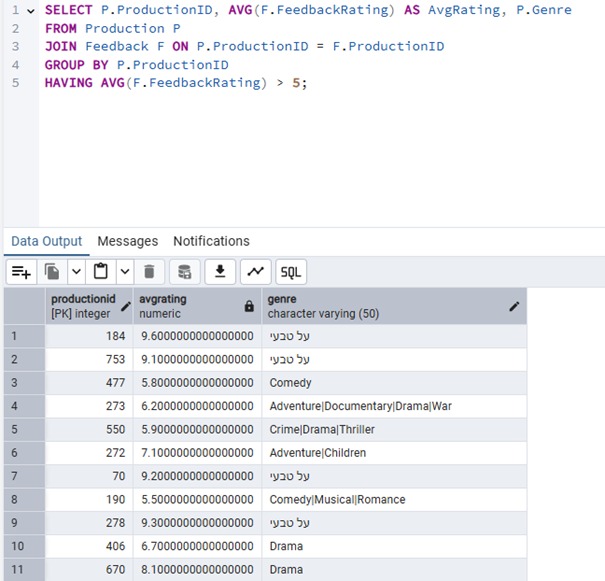 1 SELECT P.ProductionID, AVG(F.FeedbackRating) AS AvgRating, P.Genre
2 FROM Production P
3 JOIN Feedback F ON P.ProductionID = F.ProductionID
4 GROUP BY P.ProductionID
5 HAVING AVG(F.FeedbackRating) > 5;
Data Output Messages Notifications
SQL
productionid avgrating genre
[PK] integer numeric character varying (50)
1 184 9.6000000000000000 על טבעי
2 753 9.1000000000000000 על טבעי
3 477 5.8000000000000000 Comedy
4 273 6.2000000000000000 Adventure|Documentary|Drama|War
5 550 5.9000000000000000 Crime|Drama|Thriller
6 272 7.1000000000000000 Adventure|Children
7 70 9.2000000000000000 על טבעי
8 190 5.5000000000000000 Comedy|Musical|Romance
9 278 9.3000000000000000 על טבעי
10 406 6.7000000000000000 Drama
11 670 8.1000000000000000 Drama